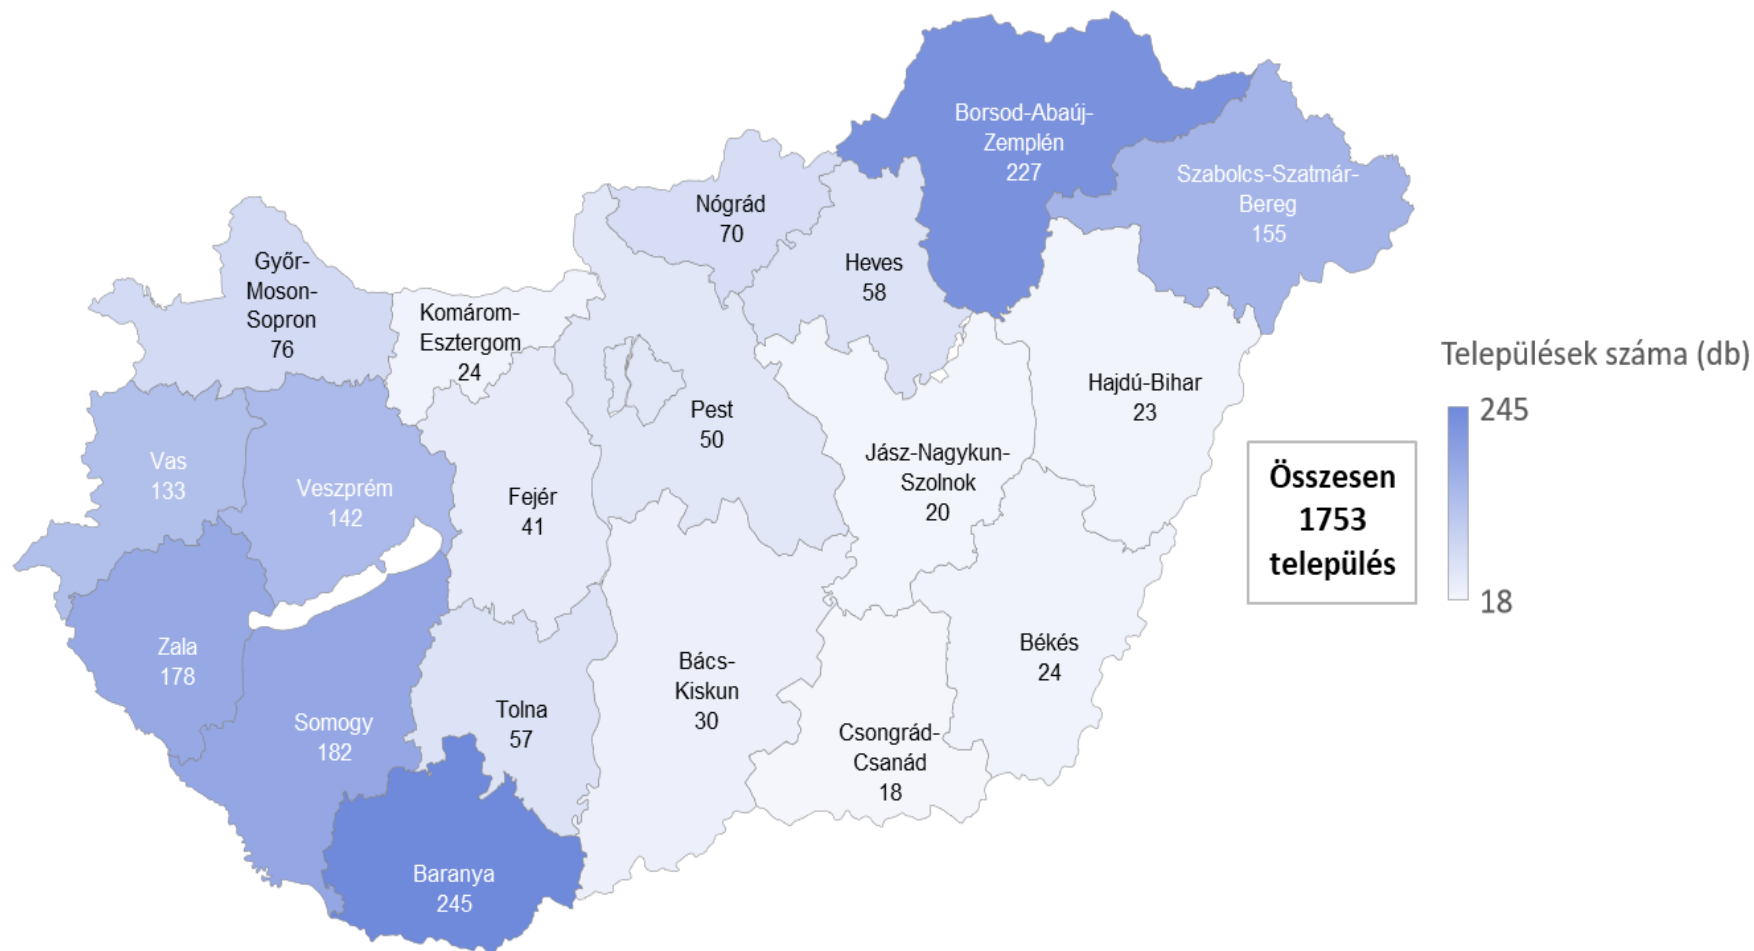 Borsod-Abaúj-
Zemplén
227
Szabolcs-Szatmár-
Bereg
155
Nógrád
70
Heves
58
Győr-
Moson-
Sopron
76
Komárom-
Esztergom
24
Hajdú-Bihar
23
Pest
50
Vas
133
Veszprém
142
Fejér
41
Jász-Nagykun-
Szolnok
20
Zala
178
Somogy
182
Tolna
57
Bács-
Kiskun
30
Békés
24
Csongrád-
Csanád
18
Baranya
245
Települések száma (db)
245
18
Összesen
1753
település